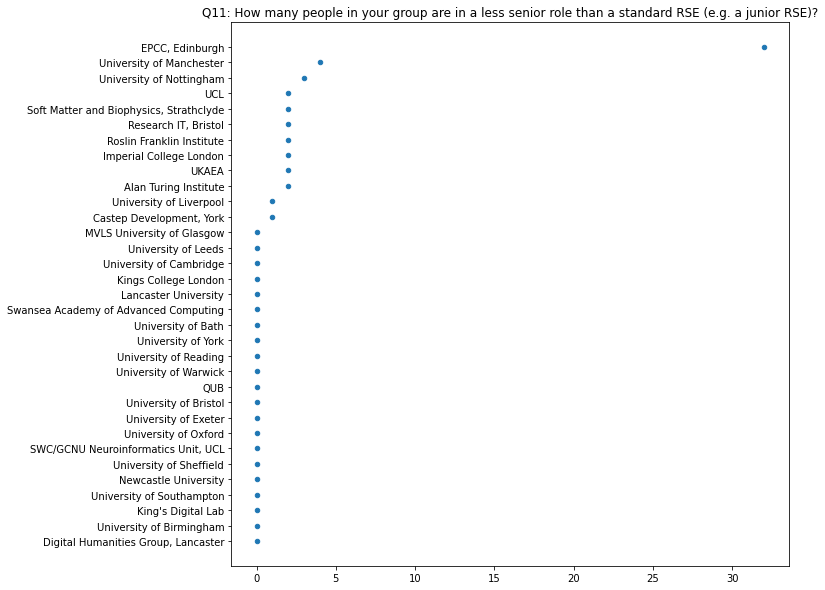 Q11: How many people in your group are in a less senior role than a standard RSE (e.g. a junior RSE)?
EPCC, Edinburgh
University of Manchester
University of Nottingham
UCL
Soft Matter and Biophysics, Strathclyde
Research IT, Bristol
Roslin Franklin Institute
Imperial College London
UKAEA
Alan Turing Institute
University of Liverpool
Castep Development, York
MVLS University of Glasgow
University of Leeds
University of Cambridge
Kings College London
Lancaster University
Swansea Academy of Advanced Computing
University of Bath
University of York
University of Reading
University of Warwick
QUB
University of Bristol
University of Exeter
University of Oxford
SWC/GCNU Neuroinformatics Unit, UCL
University of Sheffield
Newcastle University
University of Southampton
King's Digital Lab
University of Birmingham
Digital Humanities Group, Lancaster
0 5 10 15 20 25 30